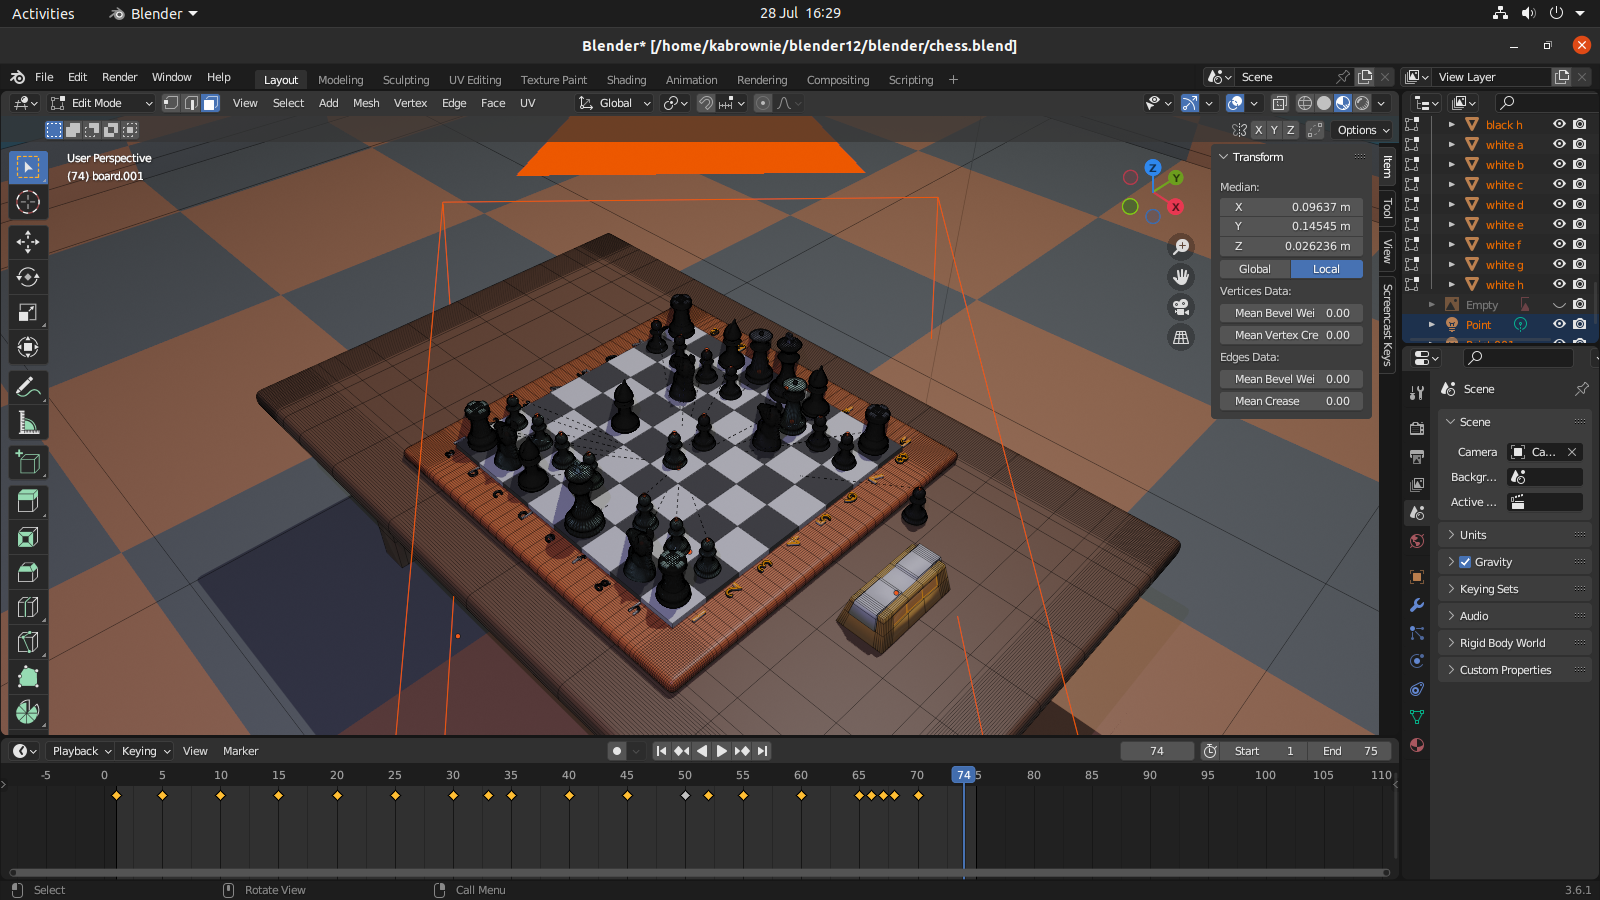 Activities
Blender
28 Jul 16:29
Blender* [/home/kabrownie/blender12/blender/chess.blend]
File Edit Render Window Help
Layout Modeling Sculpting UV Editing Texture Paint Shading Animation Rendering Compositing Scripting +
Scene
View Layer
Edit Mode
View Select Add Mesh Vertex Edge Face UV
Global
X Y Z
Options
User Perspective
(74) board.001
Z
Y
X
Transform
Median:
X 0.09637 m
Y 0.14545 m
Z 0.026236 m
Global Local
Vertices Data:
Mean Bevel Wei 0.00
Mean Vertex Cre 0.00
Edges Data:
Mean Bevel Wei 0.00
Mean Crease 0.00
Item
Tool
View
Screencast Keys
black h
white a
white b
white c
white d
white e
white f
white g
white h
Empty
Point
Scene
Scene
Camera Ca...
Backgr...
Active ...
Units
Gravity
Keying Sets
Audio
Rigid Body World
Custom Properties
Playback Keying View Marker
74
Start 1
End 75
-5 0 5 10 15 20 25 30 35 40 45 50 55 60 65 70 74 5 80 85 90 95 100 105 110
Select
Rotate View
Call Menu
3.6.1